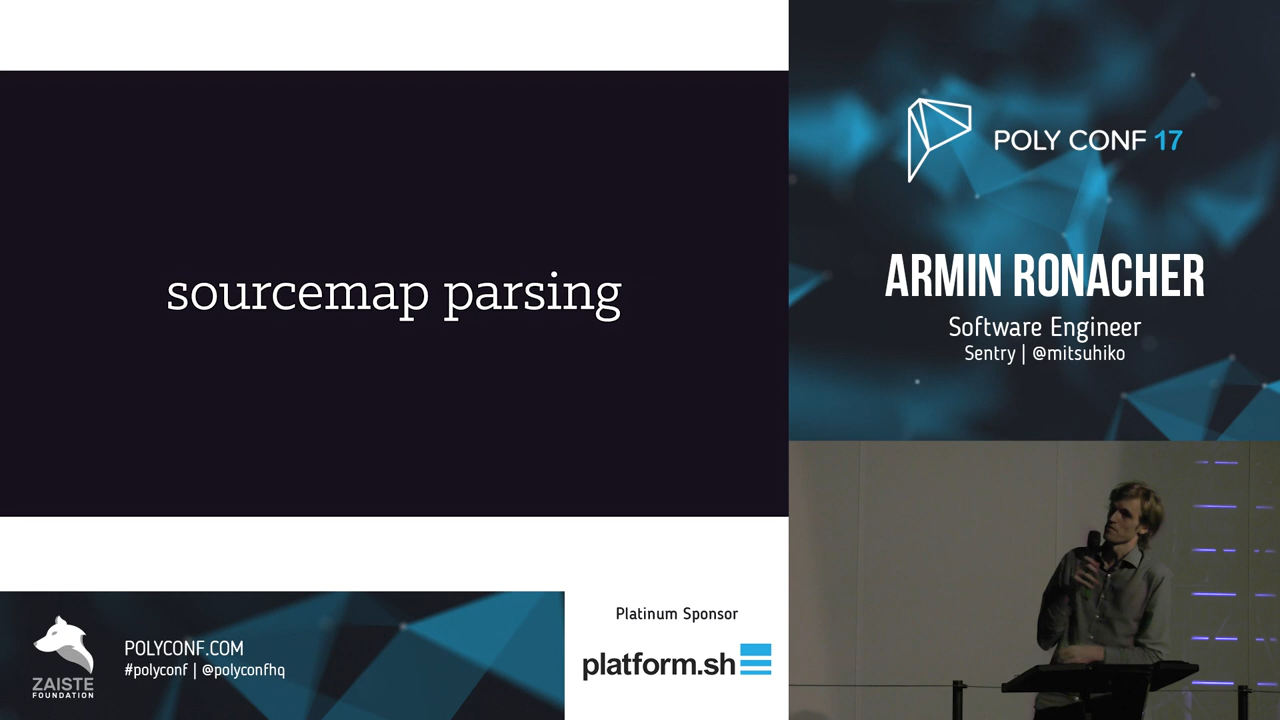 sourcemap parsing
POLY CONF 17
ARMIN RONACHER
Software Engineer
Sentry | @mitsuhiko
ZAISTE
FOUNDATION
POLYCONF.COM
#polyconf | @polyconfhq
Platinum Sponsor
platform.sh